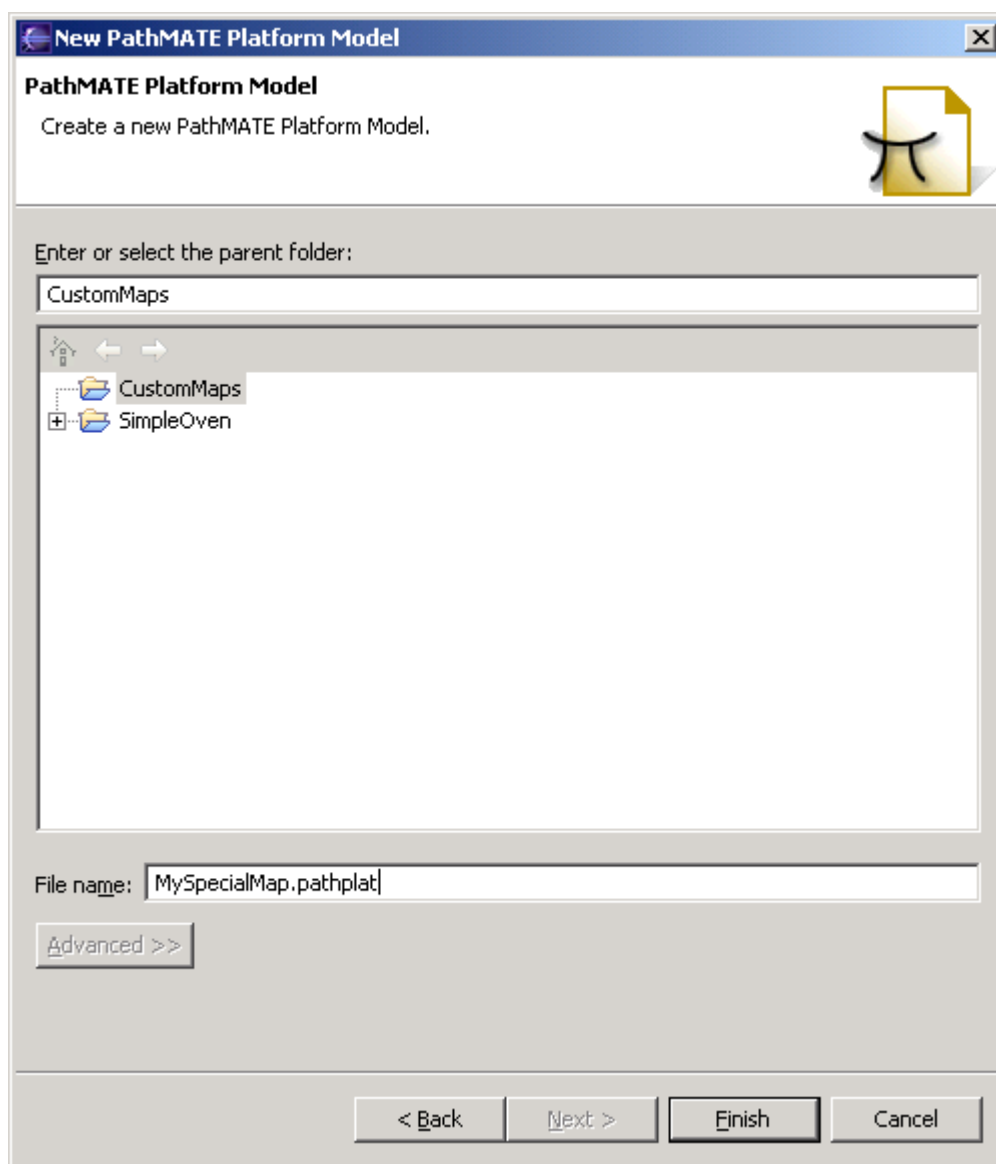 New PathMATE Platform Model
PathMATE Platform Model
Create a new PathMATE Platform Model.
Enter or select the parent folder:
CustomMaps
CustomMaps
SimpleOven
File name: MySpecialMap.pathplat
Advanced >>
< Back Next > Finish Cancel